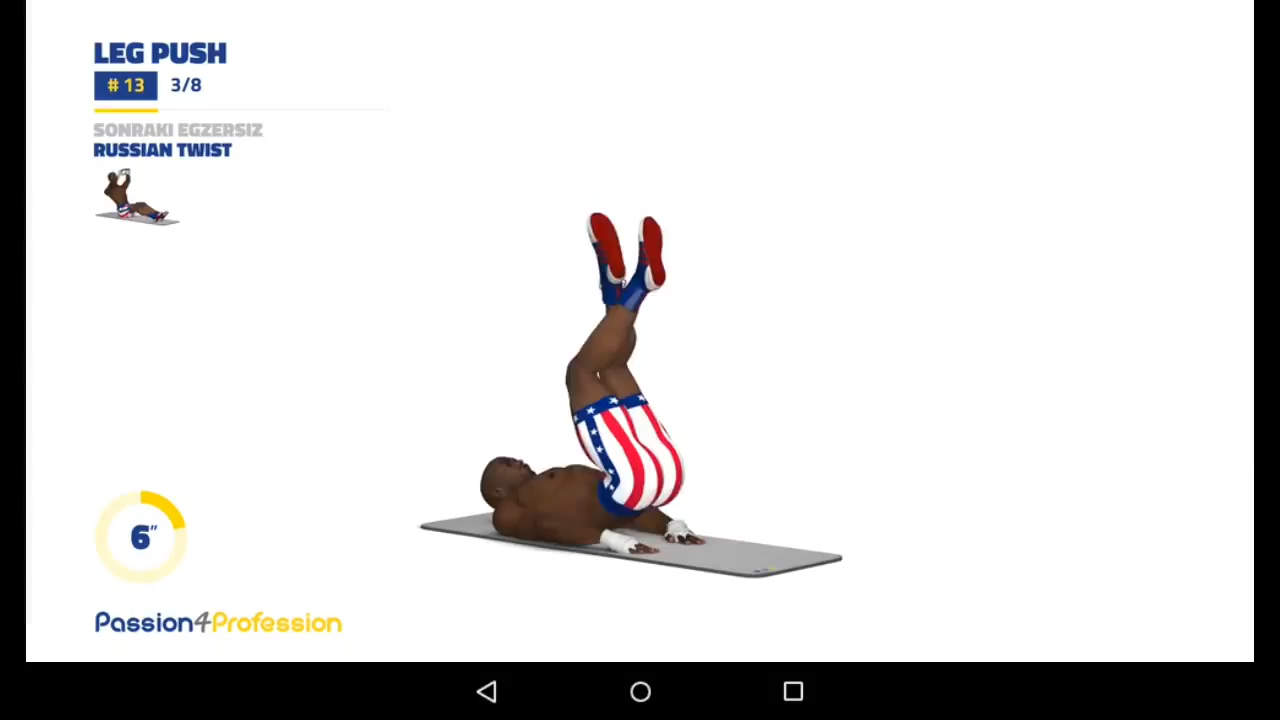 LEG PUSH
# 13 3/8
SONRAKI EGZERSIZ
RUSSIAN TWIST
6"
Passion4Profession